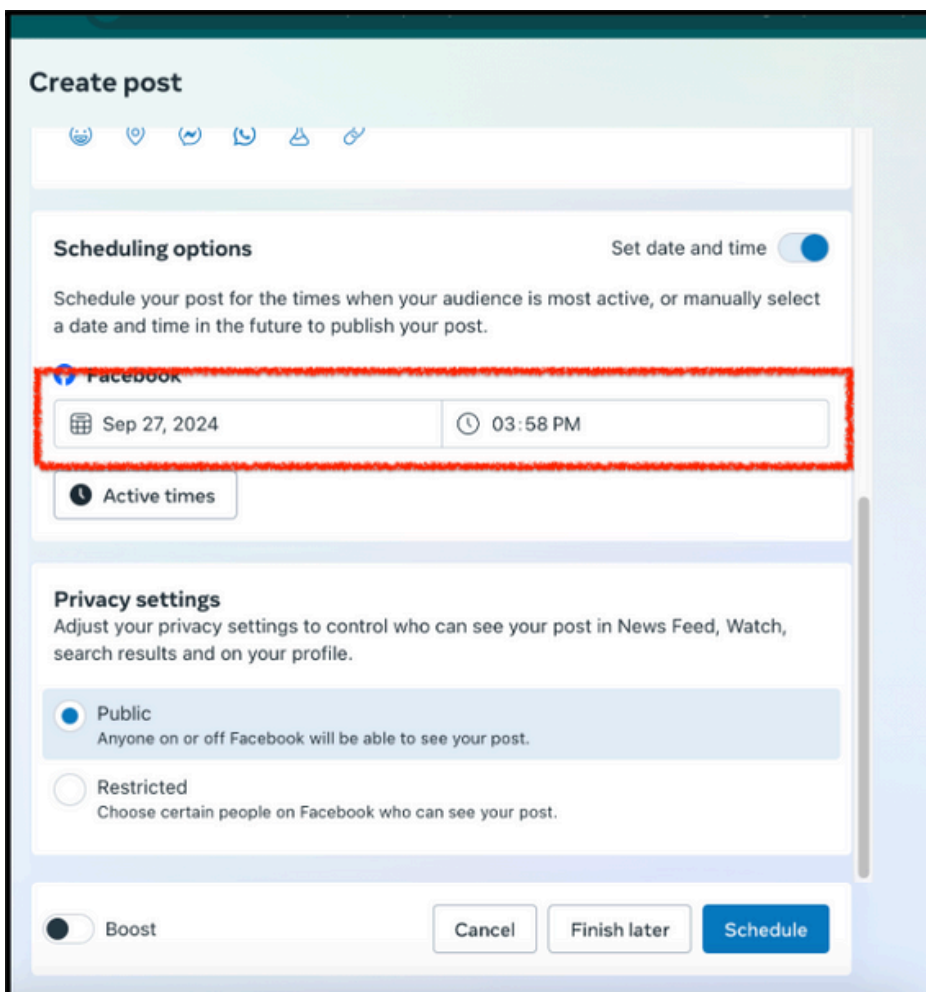 Create post
Scheduling options
Set date and time
Schedule your post for the times when your audience is most active, or manually select
a date and time in the future to publish your post.
Facebook
Sep 27, 2024
03:58 PM
Active times
Privacy settings
Adjust your privacy settings to control who can see your post in News Feed, Watch,
search results and on your profile.
Public
Anyone on or off Facebook will be able to see your post.
Restricted
Choose certain people on Facebook who can see your post.
Boost
Cancel
Finish later
Schedule